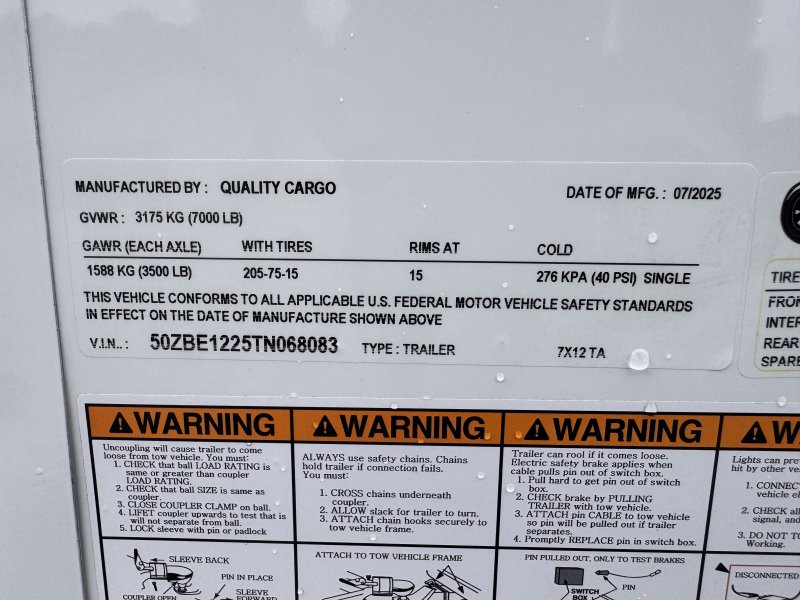 MANUFACTURED BY : QUALITY CARGO DATE OF MFG. : 07/2025
GVWR : 3175 KG (7000 LB)
GAWR (EACH AXLE) WITH TIRES RIMS AT COLD
1588 KG (3500 LB) 205-75-15 15 276 KPA (40 PSI) SINGLE
THIS VEHICLE CONFORMS TO ALL APPLICABLE U.S. FEDERAL MOTOR VEHICLE SAFETY STANDARDS
IN EFFECT ON THE DATE OF MANUFACTURE SHOWN ABOVE
V.I.N..: 50ZBE1225TN068083 TYPE : TRAILER 7X12 TA
TIRE
FRO
INTER
REAR
SPARE
WARNING
Uncoupling will cause trailer to come
loose from tow vehicle. You must:
1. CHECK that ball LOAD RATING is
same or greater than coupler
LOAD RATING.
2. CHECK that ball SIZE is same as
coupler.
3. CLOSE COUPLER CLAMP on ball.
4. LIFET coupler upwards to test that is
will not separate from ball.
5. LOCK sleeve with pin or padlock
SLEEVE BACK
PIN IN PLACE
COUPLER OPEN
SLEEVE
FORWARD
WARNING
ALWAYS use safety chains. Chains
hold trailer if connection fails.
You must:
1. CROSS chains underneath
coupler.
2. ALLOW slack for trailer to turn.
3. ATTACH chain hooks securely to
tow vehicle frame.
ATTACH TO TOW VEHICLE FRAME
WARNING
Trailer can rool if it comes loose.
Electric safety brake applies when
cable pulls pin out of switch box.
1. Pull hard to get pin out of switch
box.
2. CHECK brake by PULLING
TRAILER with tow vehicle.
3. ATTACH pin CABLE to tow vehicle
so pin will be pulled out if trailer
separates.
4. Promptly REPLACE pin in switch box.
PIN PULLED OUT, ONLY TO TEST BRAKES
SWITCH
BOX
PIN
WA
Lights can pre
hit by other ve
1. CONNEC
vehicle el
2. CHECK all
signal, and
3. DO NOT TO
Working.
DISCONNECTED